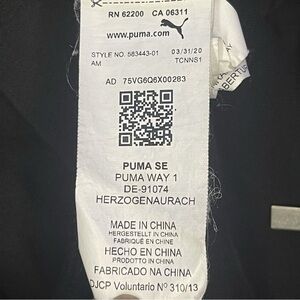 RN 62200 CA 06311
www.puma.com
STYLE NO. 583443-01 03/31/20
AM TCNNS1
AD 75VG6Q6X00283
PUMA SE
PUMA WAY 1
DE-91074
HERZOGENAURACH
MADE IN CHINA
HERGESTELLT IN CHINA
FABRIQUÉ EN CHINE
HECHO EN CHINA
PRODOTTO IN CHINA
FABRICADO NA CHINA
DJCP Voluntario Nº 310/13